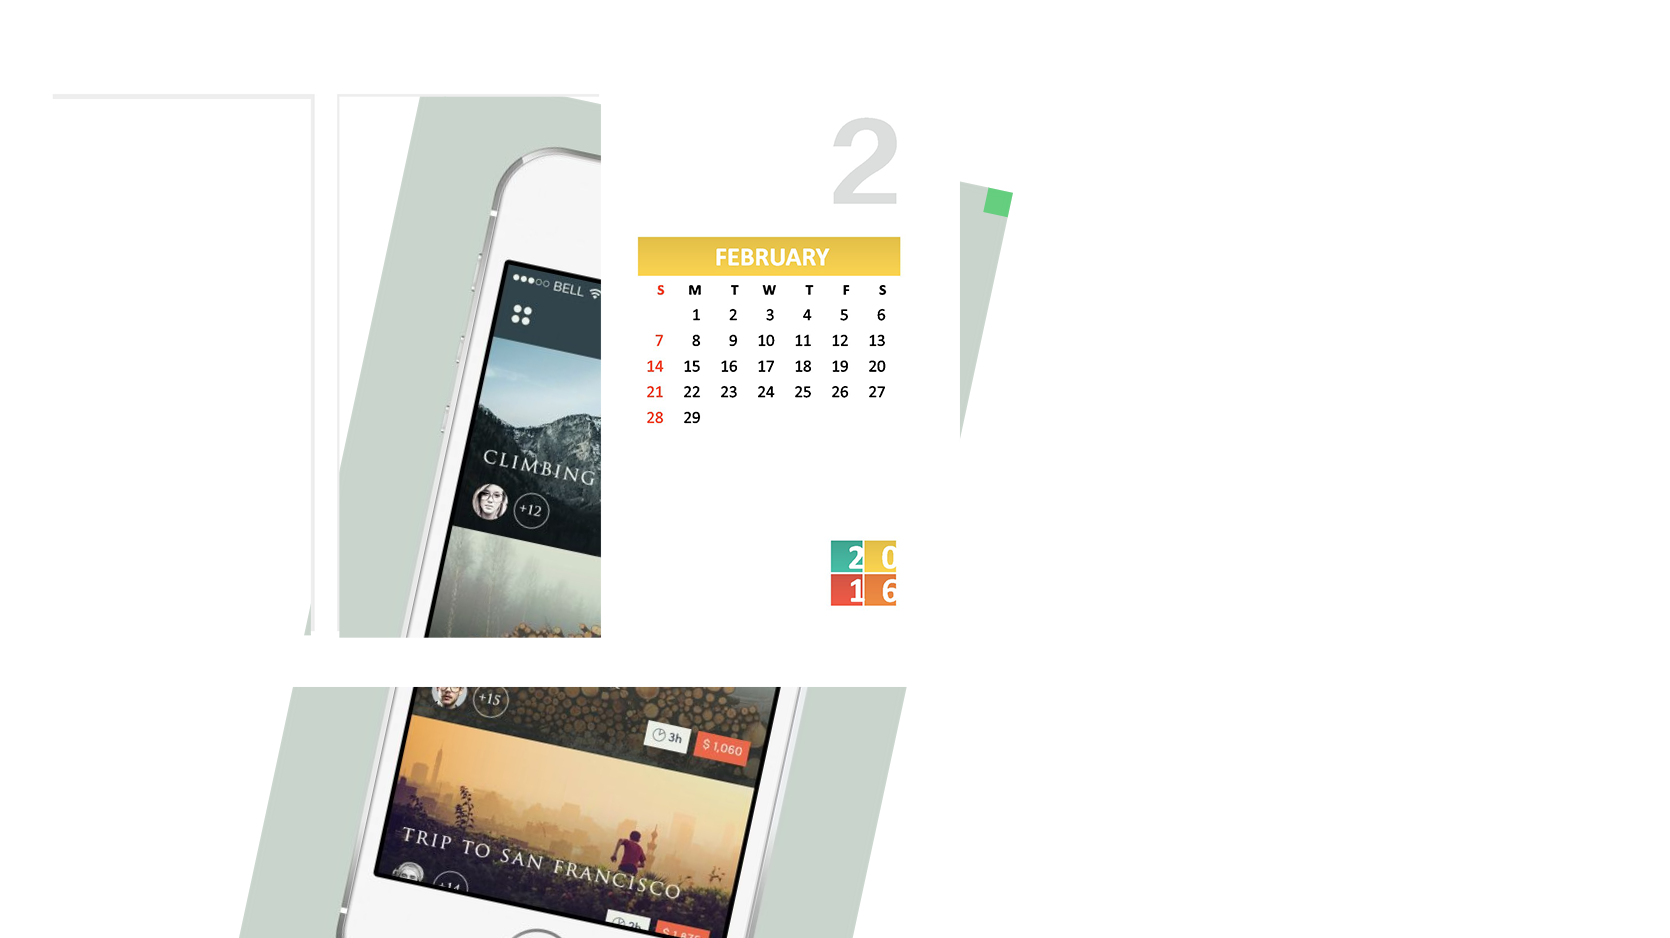 2
FEBRUARY
S M T W T F S
1 2 3 4 5 6
7 8 9 10 11 12 13
14 15 16 17 18 19 20
21 22 23 24 25 26 27
28 29
BELL
CLIMBING
+12
2 0
1 6
+15
3h
$ 1,060
TRIP TO SAN FRANCISCO
+14